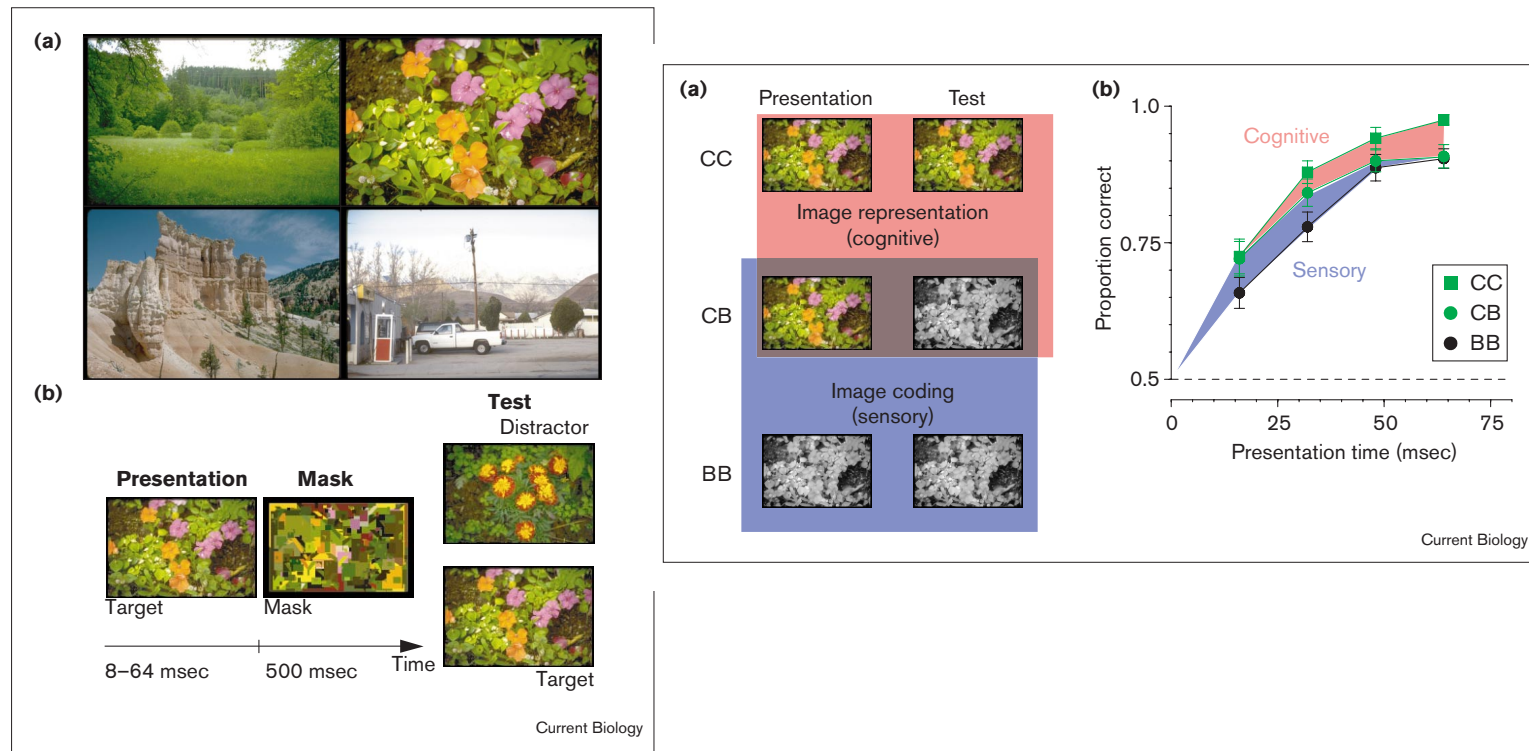 (a)
(b)
Presentation
Mask
Test
Distractor
Target
Mask
Time
8–64 msec
500 msec
Target
Current Biology
(a)
Presentation
Test
CC
Image representation
(cognitive)
CB
Image coding
(sensory)
BB
(b)
1.0
Cognitive
Proportion correct
0.75
Sensory
CC
CB
BB
0.5
0
25
50
75
Presentation time (msec)
Current Biology